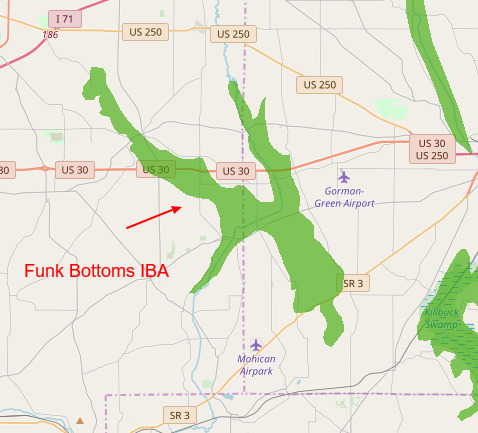 I 71
186
US 250
US 250
US 250
US 30
US 250
30
US 30
US 30
US 30
Gorman-
Green Airport
Funk Bottoms IBA
SR 3
Killbuck
Swamp
Mohican
Airpark
SR 3